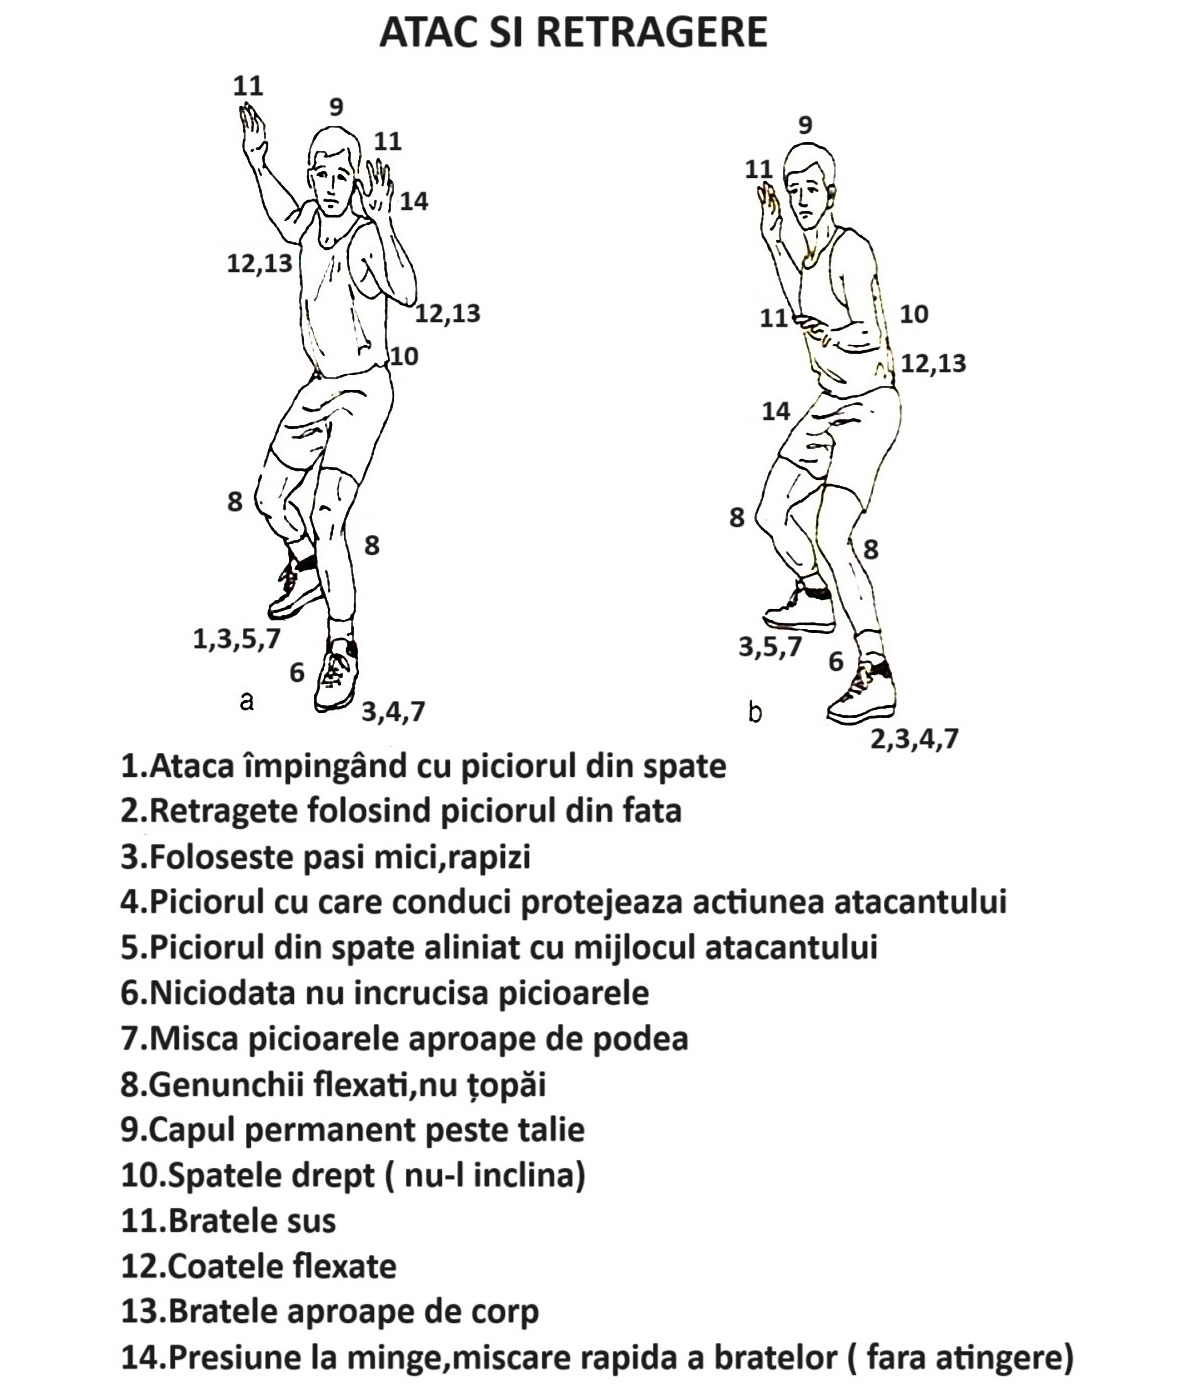 ATAC SI RETRAGERE
11
9
11
14
12,13
12,13
10
8
8
1,3,5,7
6
a
3,4,7
9
11
11
10
12,13
14
8
8
3,5,7
6
b
2,3,4,7
1.Ataca împingând cu piciorul din spate
2.Retragete folosind piciorul din fata
3.Foloseste pasi mici,rapizi
4.Piciorul cu care conduci protejeaza actiunea atacantului
5.Piciorul din spate aliniat cu mijlocul atacantului
6.Niciodata nu incrucisa picioarele
7.Misca picioarele aproape de podea
8.Genunchii flexati,nu țopăi
9.Capul permanent peste talie
10.Spatele drept ( nu-l inclina)
11.Bratele sus
12.Coatele flexate
13.Bratele aproape de corp
14.Presiune la minge,miscare rapida a bratelor ( fara atingere)